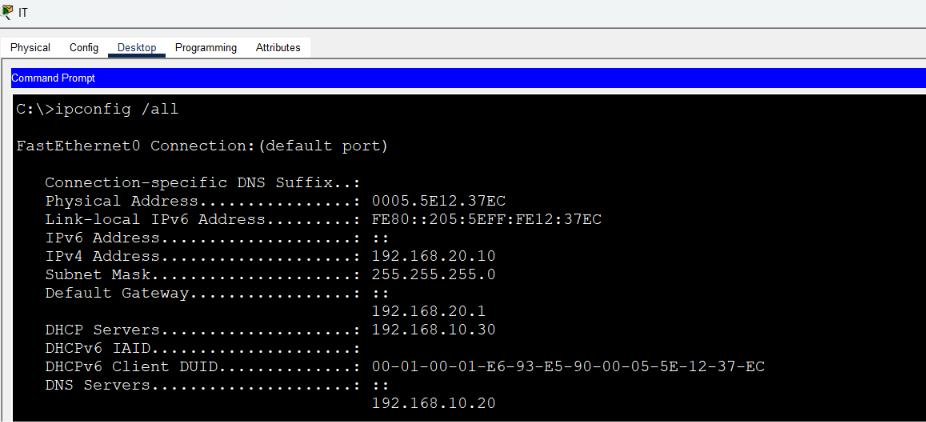 IT
Physical Config Desktop Programming Attributes
Command Prompt
C:\>ipconfig /all
FastEthernet0 Connection:(default port)
Connection-specific DNS Suffix..:
Physical Address................: 0005.5E12.37EC
Link-local IPv6 Address.........: FE80::205:5EFF:FE12:37EC
IPv6 Address....................: ::
IPv4 Address....................: 192.168.20.10
Subnet Mask.....................: 255.255.255.0
Default Gateway.................: ::
192.168.20.1
DHCP Servers....................: 192.168.10.30
DHCPv6 IAID.....................:
DHCPv6 Client DUID..............: 00-01-00-01-E6-93-E5-90-00-05-5E-12-37-EC
DNS Servers.....................: ::
192.168.10.20